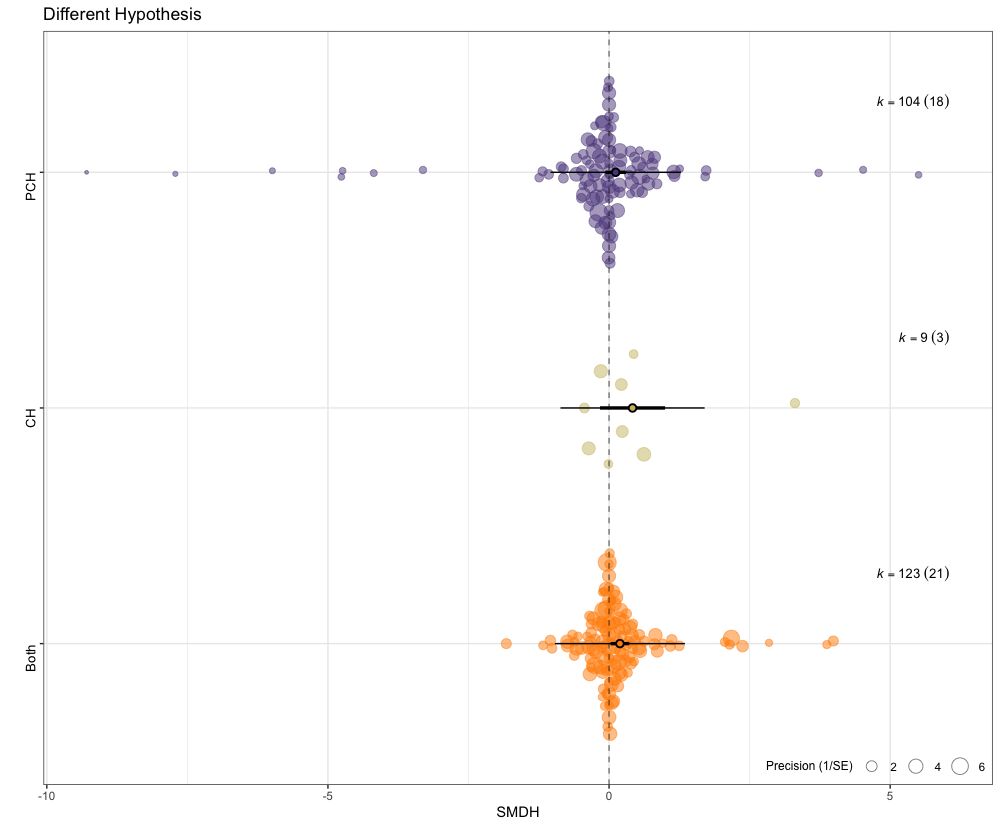 Different Hypothesis
k = 104 (18)
PCH
k = 9 (3)
CH
k = 123 (21)
Both
Precision (1/SE) 2 4 6
-10 -5 0 5
SMDH